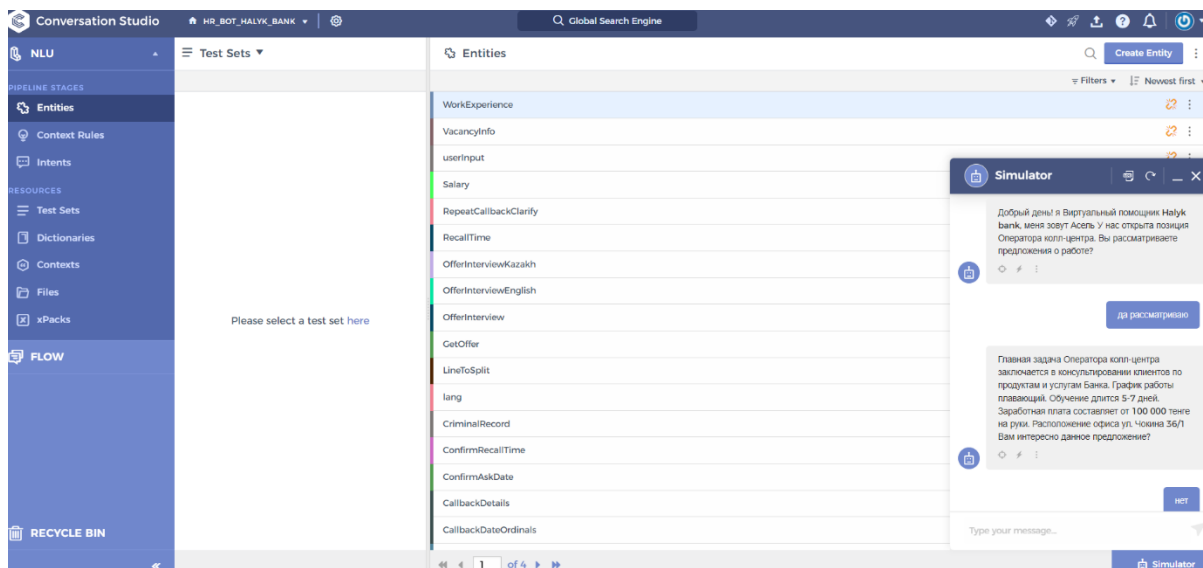 Conversation Studio
HR_BOT_HALYK_BANK
Global Search Engine
NLU
PIPELINE STAGES
Entities
Context Rules
Intents
RESOURCES
Test Sets
Dictionaries
Contexts
Files
xPacks
FLOW
RECYCLE BIN
Test Sets
Please select a test set here
Entities
Create Entity
Filters
Newest first
WorkExperience
VacancyInfo
userInput
Salary
RepeatCallbackClarify
RecallTime
OfferInterviewKazakh
OfferInterviewEnglish
OfferInterview
GetOffer
LineToSplit
lang
CriminalRecord
ConfirmRecallTime
ConfirmAskDate
CallbackDetails
CallbackDateOrdinals
1 of 4
Simulator
Добрый день! я Виртуальный помощник Halyk
bank, меня зовут Асель У нас открыта позиция
Оператора колл-центра. Вы рассматриваете
предложения о работе?
да рассматриваю
Главная задача Оператора колл-центра
заключается в консультировании клиентов по
продуктам и услугам Банка. График работы
плавающий. Обучение длится 5-7 дней.
Заработная плата составляет от 100 000 тенге
на руки. Расположение офиса ул. Чокина 36/1
Вам интересно данное предложение?
нет
Type your message...
Simulator